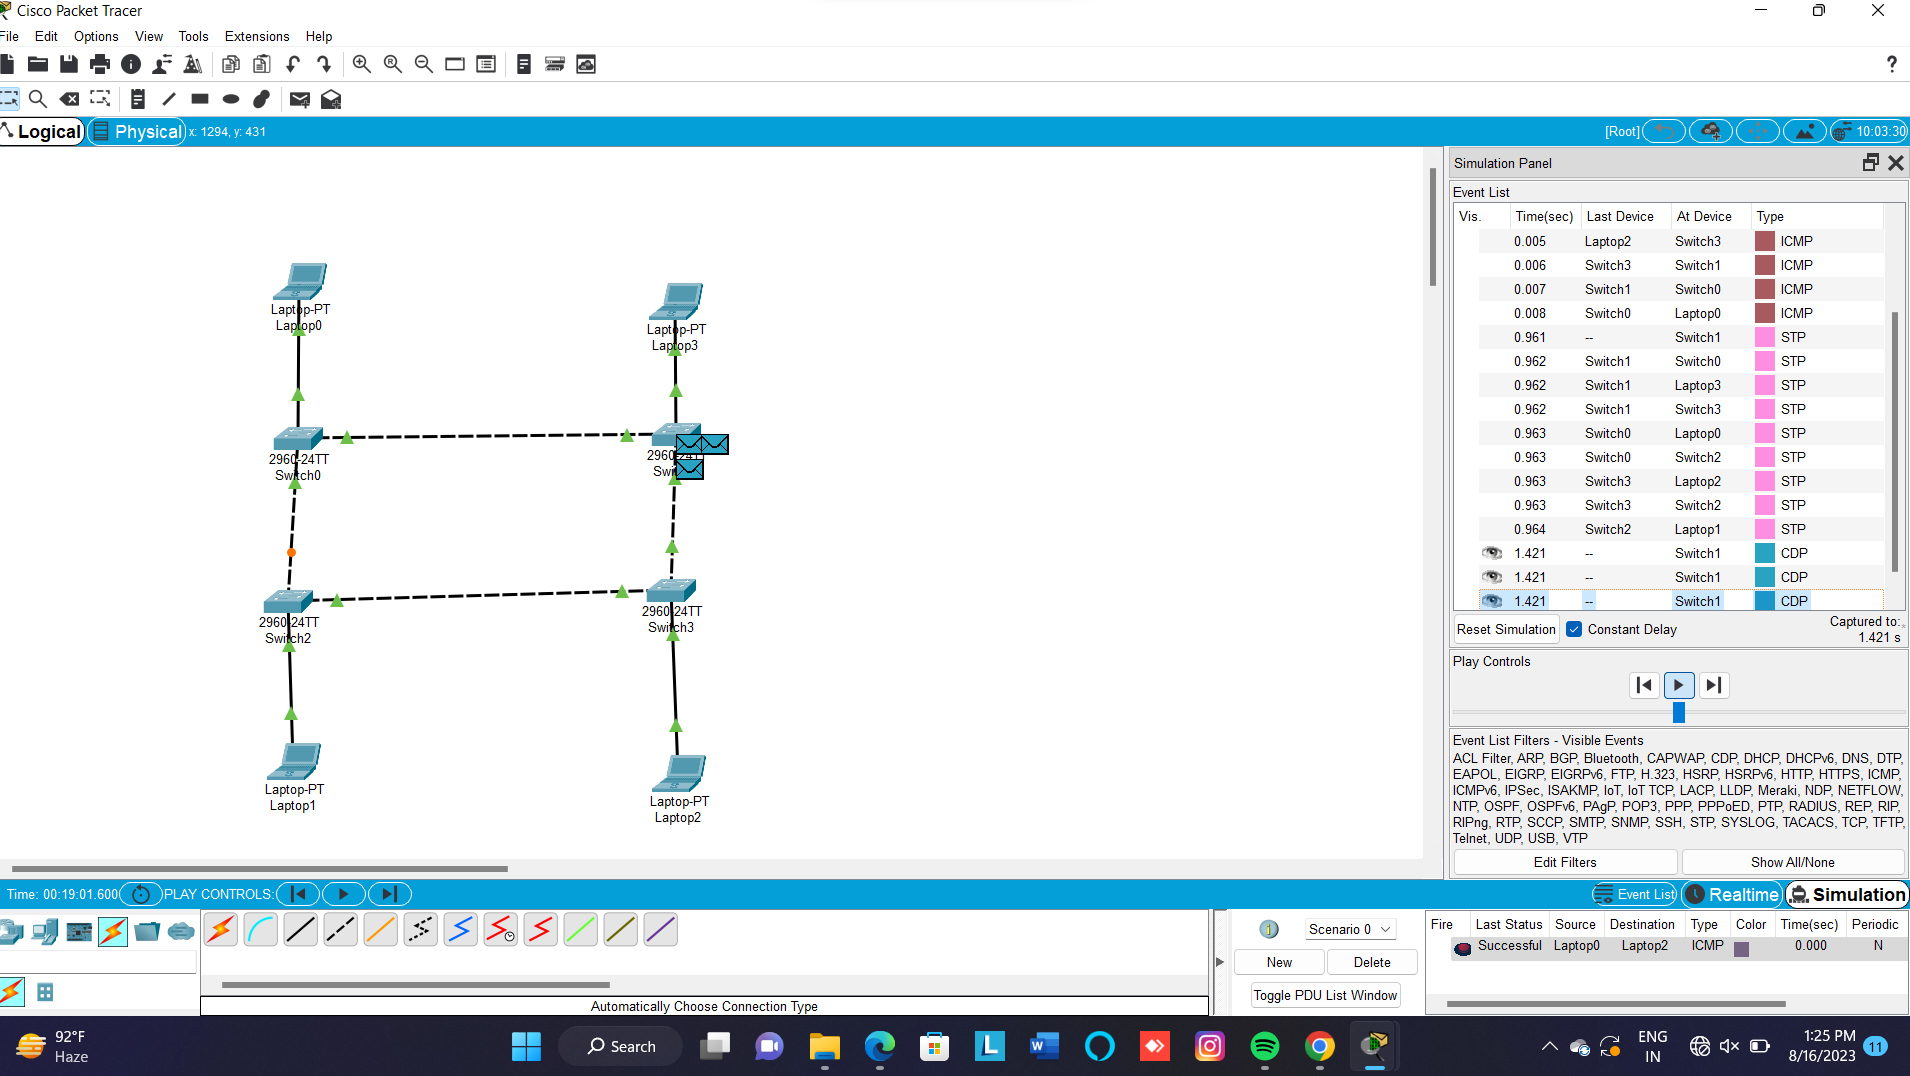 Cisco Packet Tracer
File Edit Options View Tools Extensions Help
Logical Physical x: 1294, y: 431 [Root] 10:03:30
Simulation Panel
Event List
Vis. Time(sec) Last Device At Device Type
0.005 Laptop2 Switch3 ICMP
0.006 Switch3 Switch1 ICMP
0.007 Switch1 Switch0 ICMP
0.008 Switch0 Laptop0 ICMP
0.961 -- Switch1 STP
0.962 Switch1 Switch0 STP
0.962 Switch1 Laptop3 STP
0.962 Switch1 Switch3 STP
0.963 Switch0 Laptop0 STP
0.963 Switch0 Switch2 STP
0.963 Switch3 Laptop2 STP
0.963 Switch3 Switch2 STP
0.964 Switch2 Laptop1 STP
1.421 -- Switch1 CDP
1.421 -- Switch1 CDP
1.421 -- Switch1 CDP
Reset Simulation Constant Delay Captured to:
1.421 s
Play Controls
Event List Filters - Visible Events
ACL Filter, ARP, BGP, Bluetooth, CAPWAP, CDP, DHCP, DHCPv6, DNS, DTP,
EAPOL, EIGRP, EIGRPv6, FTP, H.323, HSRP, HSRPv6, HTTP, HTTPS, ICMP,
ICMPv6, IPSec, ISAKMP, IoT, IoT TCP, LACP, LLDP, Meraki, NDP, NETFLOW,
NTP, OSPF, OSPFv6, PAgP, POP3, PPP, PPPoED, PTP, RADIUS, REP, RIP,
RIPng, RTP, SCCP, SMTP, SNMP, SSH, STP, SYSLOG, TACACS, TCP, TFTP,
Telnet, UDP, USB, VTP
Edit Filters Show All/None
Laptop-PT
Laptop0
Laptop-PT
Laptop3
2960-24TT
Switch0
2960-24TT
2960-24TT
Switch2
2960-24TT
Switch3
Laptop-PT
Laptop1
Laptop-PT
Laptop2
Time: 00:19:01.600 PLAY CONTROLS: Event List Realtime Simulation
Scenario 0
New Delete
Toggle PDU List Window
Fire Last Status Source Destination Type Color Time(sec) Periodic
Successful Laptop0 Laptop2 ICMP 0.000 N
Automatically Choose Connection Type
92°F
Haze
Search
ENG
IN
1:25 PM
8/16/2023
11